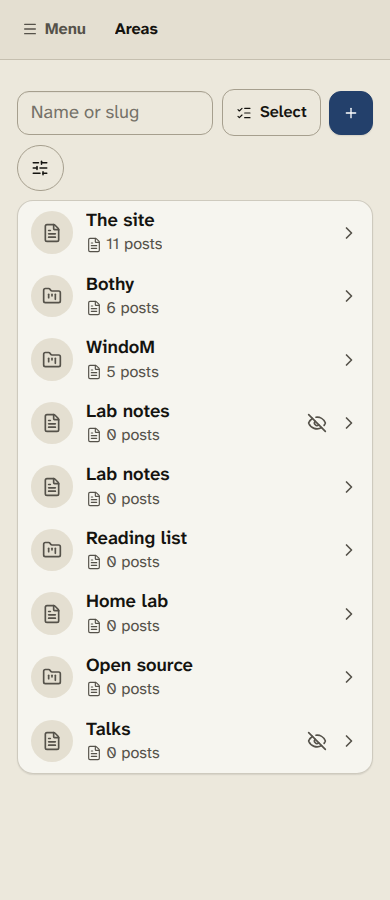 Menu
Areas
Name or slug
Select
The site
11 posts
Bothy
6 posts
WindoM
5 posts
Lab notes
0 posts
Lab notes
0 posts
Reading list
0 posts
Home lab
0 posts
Open source
0 posts
Talks
0 posts